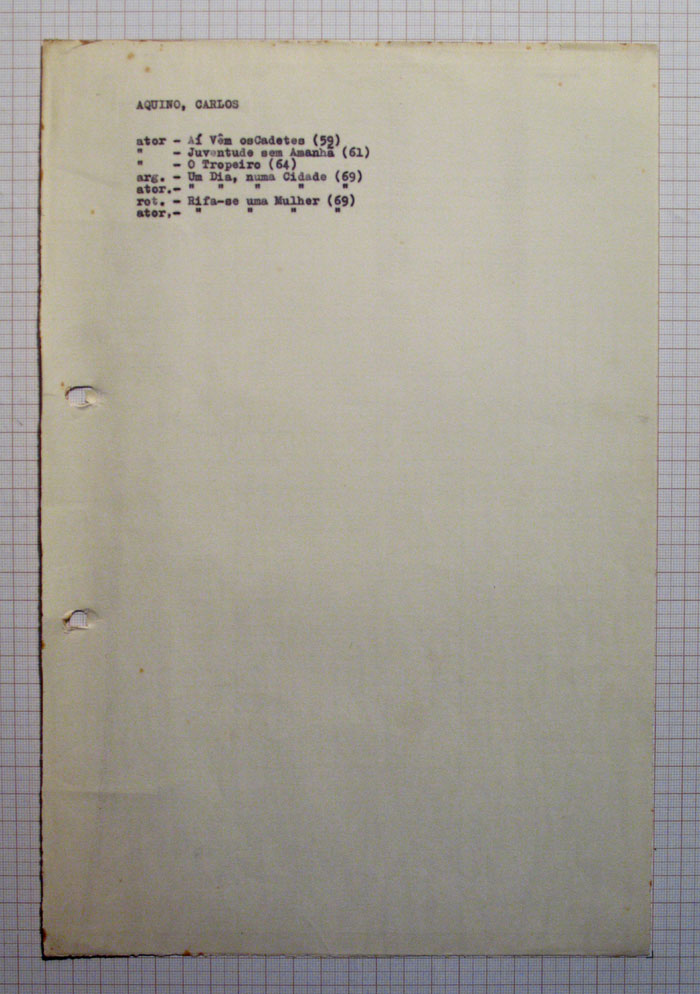 AQUINO, CARLOS
ator - Aí Vêm osCadetes (59)
" - Juventude sem Amanhã (61)
" - O Tropeiro (64)
arg. - Um Dia, numa Cidade (69)
ator.- " " " " "
rot. - Rifa-se uma Mulher (69)
ator,- " " " "